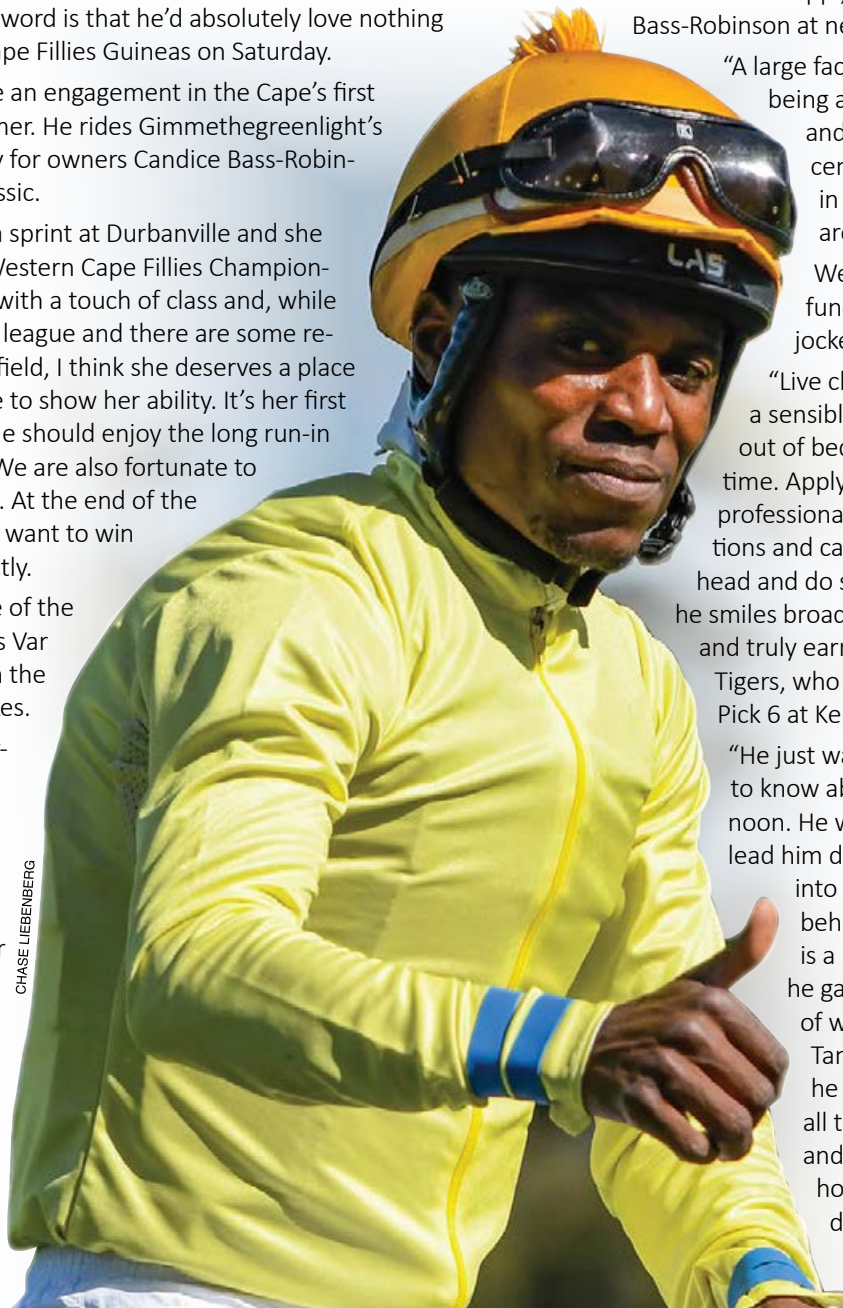 word is that he’d absolutely love nothing
ape Fillies Guineas on Saturday.
e an engagement in the Cape’s first
ner. He rides Gimmethegreenlight’s
y for owners Candice Bass-Robin-
ssic.
n sprint at Durbanville and she
Western Cape Fillies Champion-
with a touch of class and, while
league and there are some re-
field, I think she deserves a place
e to show her ability. It’s her first
e should enjoy the long run-in
We are also fortunate to
. At the end of the
want to win
tly.
e of the
s Var
n the
es.
-
r
CHASE LIEBENBERG
LAS
Bass-Robinson at ne
“A large fac
being a
and
cer
in
are
We
fun
jocke
“Live cl
a sensibl
out of bed
time. Apply
professiona
tions and ca
head and do s
he smiles broad
and truly earn
Tigers, who
Pick 6 at Ke
“He just wa
to know ab
noon. He w
lead him d
into
beh
is a
he ga
of w
Tar
he
all t
and
ho
d